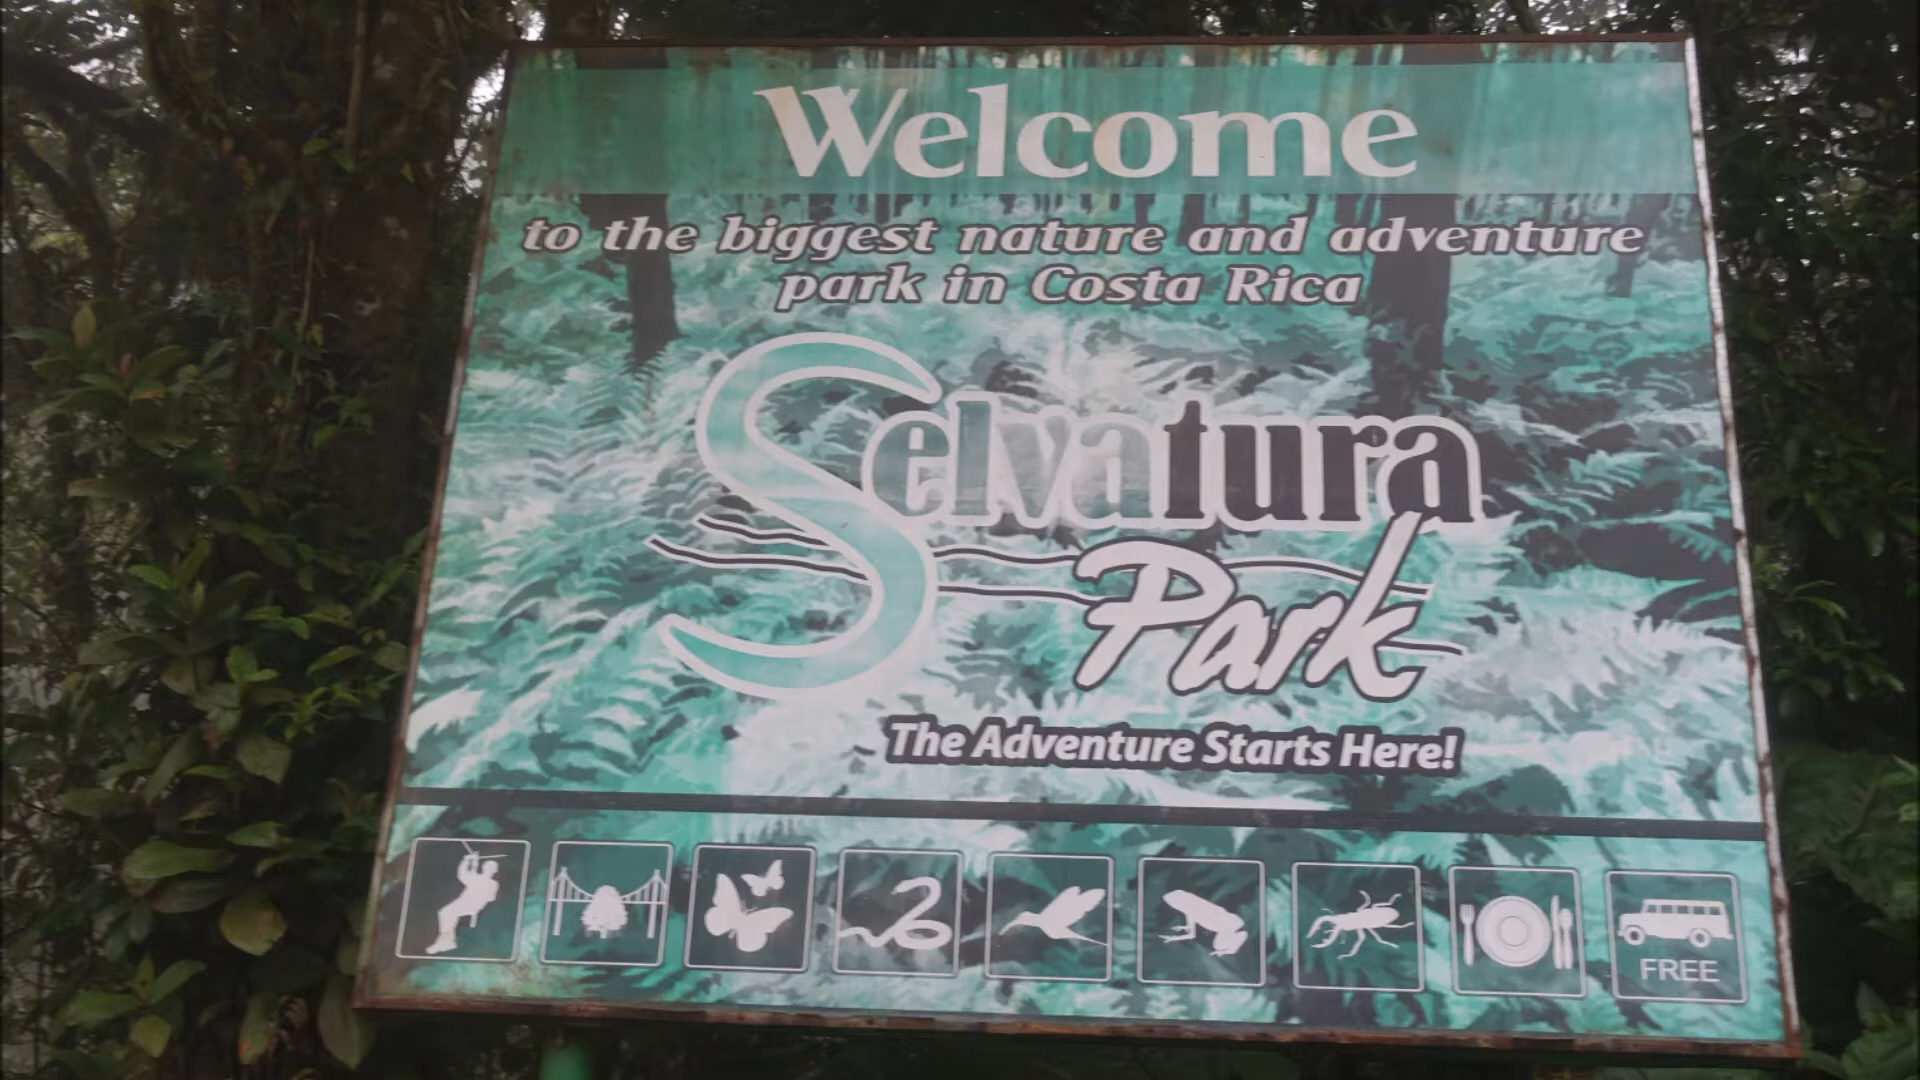 Welcome
to the biggest nature and adventure
park in Costa Rica
Selvatura
Park
The Adventure Starts Here!
FREE